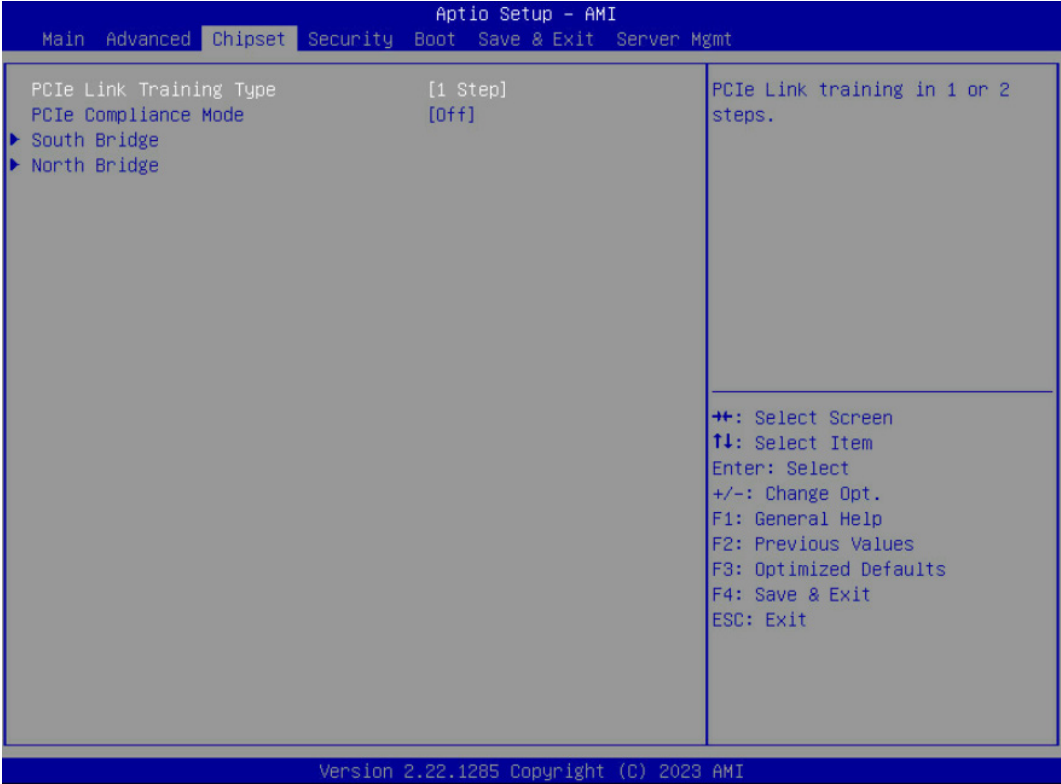 Aptio Setup – AMI
Main Advanced Chipset Security Boot Save & Exit Server Mgmt
PCIe Link Training Type [1 Step]
PCIe Compliance Mode [Off]
▶ South Bridge
▶ North Bridge
PCIe Link training in 1 or 2
steps.
→←: Select Screen
↑↓: Select Item
Enter: Select
+/-: Change Opt.
F1: General Help
F2: Previous Values
F3: Optimized Defaults
F4: Save & Exit
ESC: Exit
Version 2.22.1285 Copyright (C) 2023 AMI